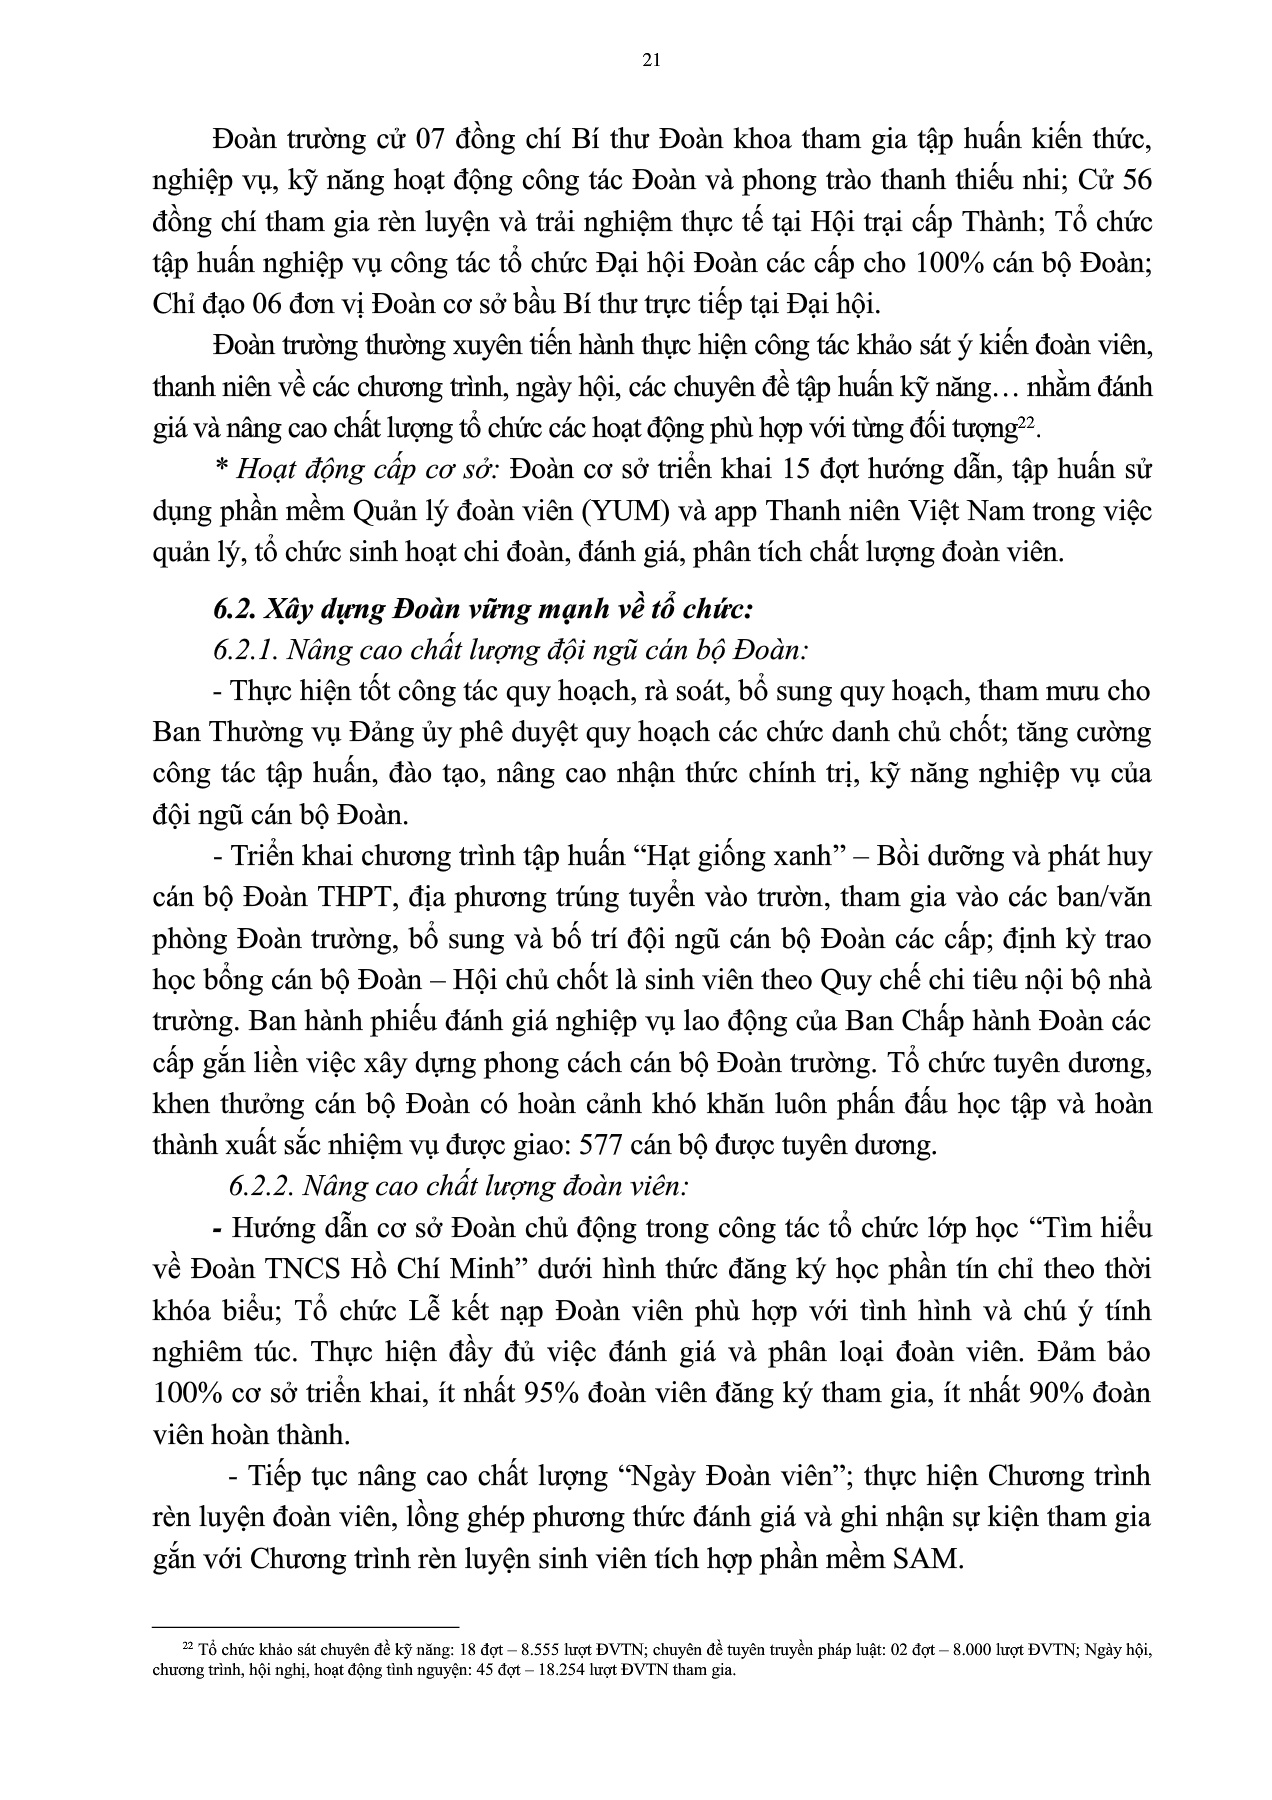 21
Đoàn trường cử 07 đồng chí Bí thư Đoàn khoa tham gia tập huấn kiến thức,
nghiệp vụ, kỹ năng hoạt động công tác Đoàn và phong trào thanh thiếu nhi; Cử 56
đồng chí tham gia rèn luyện và trải nghiệm thực tế tại Hội trại cấp Thành; Tổ chức
tập huấn nghiệp vụ công tác tổ chức Đại hội Đoàn các cấp cho 100% cán bộ Đoàn;
Chỉ đạo 06 đơn vị Đoàn cơ sở bầu Bí thư trực tiếp tại Đại hội.
Đoàn trường thường xuyên tiến hành thực hiện công tác khảo sát ý kiến đoàn viên,
thanh niên về các chương trình, ngày hội, các chuyên đề tập huấn kỹ năng… nhằm đánh
giá và nâng cao chất lượng tổ chức các hoạt động phù hợp với từng đối tượng²².
* Hoạt động cấp cơ sở: Đoàn cơ sở triển khai 15 đợt hướng dẫn, tập huấn sử
dụng phần mềm Quản lý đoàn viên (YUM) và app Thanh niên Việt Nam trong việc
quản lý, tổ chức sinh hoạt chi đoàn, đánh giá, phân tích chất lượng đoàn viên.
6.2. Xây dựng Đoàn vững mạnh về tổ chức:
6.2.1. Nâng cao chất lượng đội ngũ cán bộ Đoàn:
- Thực hiện tốt công tác quy hoạch, rà soát, bổ sung quy hoạch, tham mưu cho
Ban Thường vụ Đảng ủy phê duyệt quy hoạch các chức danh chủ chốt; tăng cường
công tác tập huấn, đào tạo, nâng cao nhận thức chính trị, kỹ năng nghiệp vụ của
đội ngũ cán bộ Đoàn.
- Triển khai chương trình tập huấn “Hạt giống xanh” – Bồi dưỡng và phát huy
cán bộ Đoàn THPT, địa phương trúng tuyển vào trườn, tham gia vào các ban/văn
phòng Đoàn trường, bổ sung và bố trí đội ngũ cán bộ Đoàn các cấp; định kỳ trao
học bổng cán bộ Đoàn – Hội chủ chốt là sinh viên theo Quy chế chi tiêu nội bộ nhà
trường. Ban hành phiếu đánh giá nghiệp vụ lao động của Ban Chấp hành Đoàn các
cấp gắn liền việc xây dựng phong cách cán bộ Đoàn trường. Tổ chức tuyên dương,
khen thưởng cán bộ Đoàn có hoàn cảnh khó khăn luôn phấn đấu học tập và hoàn
thành xuất sắc nhiệm vụ được giao: 577 cán bộ được tuyên dương.
6.2.2. Nâng cao chất lượng đoàn viên:
- Hướng dẫn cơ sở Đoàn chủ động trong công tác tổ chức lớp học “Tìm hiểu
về Đoàn TNCS Hồ Chí Minh” dưới hình thức đăng ký học phần tín chỉ theo thời
khóa biểu; Tổ chức Lễ kết nạp Đoàn viên phù hợp với tình hình và chú ý tính
nghiêm túc. Thực hiện đầy đủ việc đánh giá và phân loại đoàn viên. Đảm bảo
100% cơ sở triển khai, ít nhất 95% đoàn viên đăng ký tham gia, ít nhất 90% đoàn
viên hoàn thành.
- Tiếp tục nâng cao chất lượng “Ngày Đoàn viên”; thực hiện Chương trình
rèn luyện đoàn viên, lồng ghép phương thức đánh giá và ghi nhận sự kiện tham gia
gắn với Chương trình rèn luyện sinh viên tích hợp phần mềm SAM.
²² Tổ chức khảo sát chuyên đề kỹ năng: 18 đợt – 8.555 lượt ĐVTN; chuyên đề tuyên truyền pháp luật: 02 đợt – 8.000 lượt ĐVTN; Ngày hội,
chương trình, hội nghị, hoạt động tình nguyện: 45 đợt – 18.254 lượt ĐVTN tham gia.